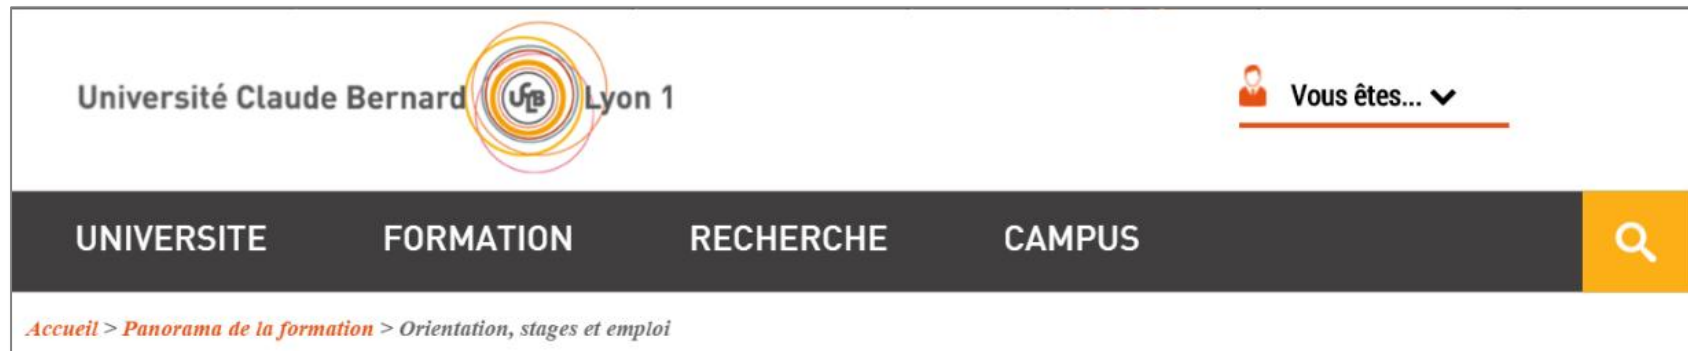 Université Claude Bernard UCBL Lyon 1
Vous êtes...
UNIVERSITE FORMATION RECHERCHE CAMPUS
Accueil > Panorama de la formation > Orientation, stages et emploi